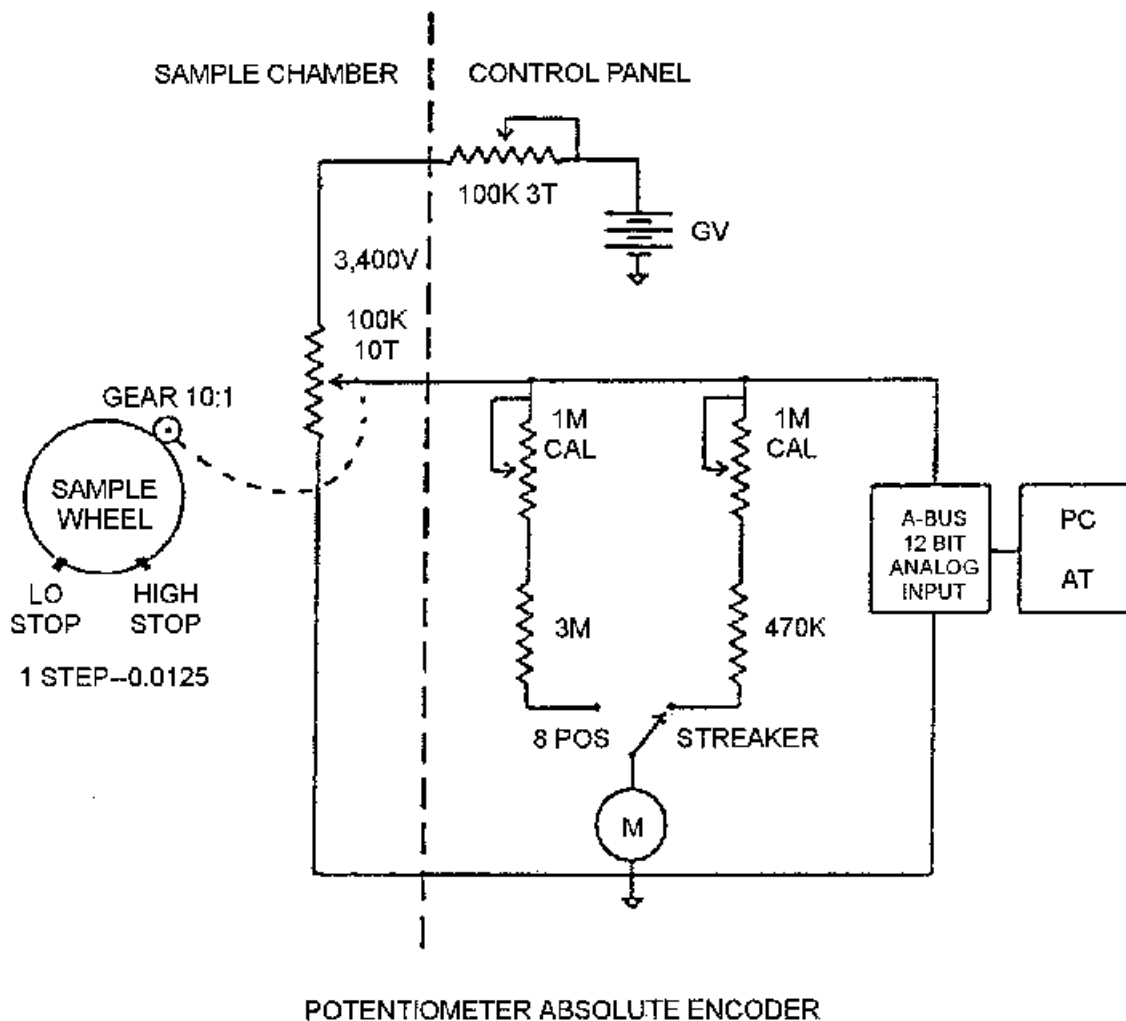 SAMPLE CHAMBER
CONTROL PANEL
100K 3T
GV
3,400V
100K
10T
GEAR 10:1
SAMPLE
WHEEL
LO
STOP
HIGH
STOP
1 STEP--0.0125
1M
CAL
1M
CAL
3M
470K
8 POS
STREAKER
M
A-BUS
12 BIT
ANALOG
INPUT
PC
AT
POTENTIOMETER ABSOLUTE ENCODER